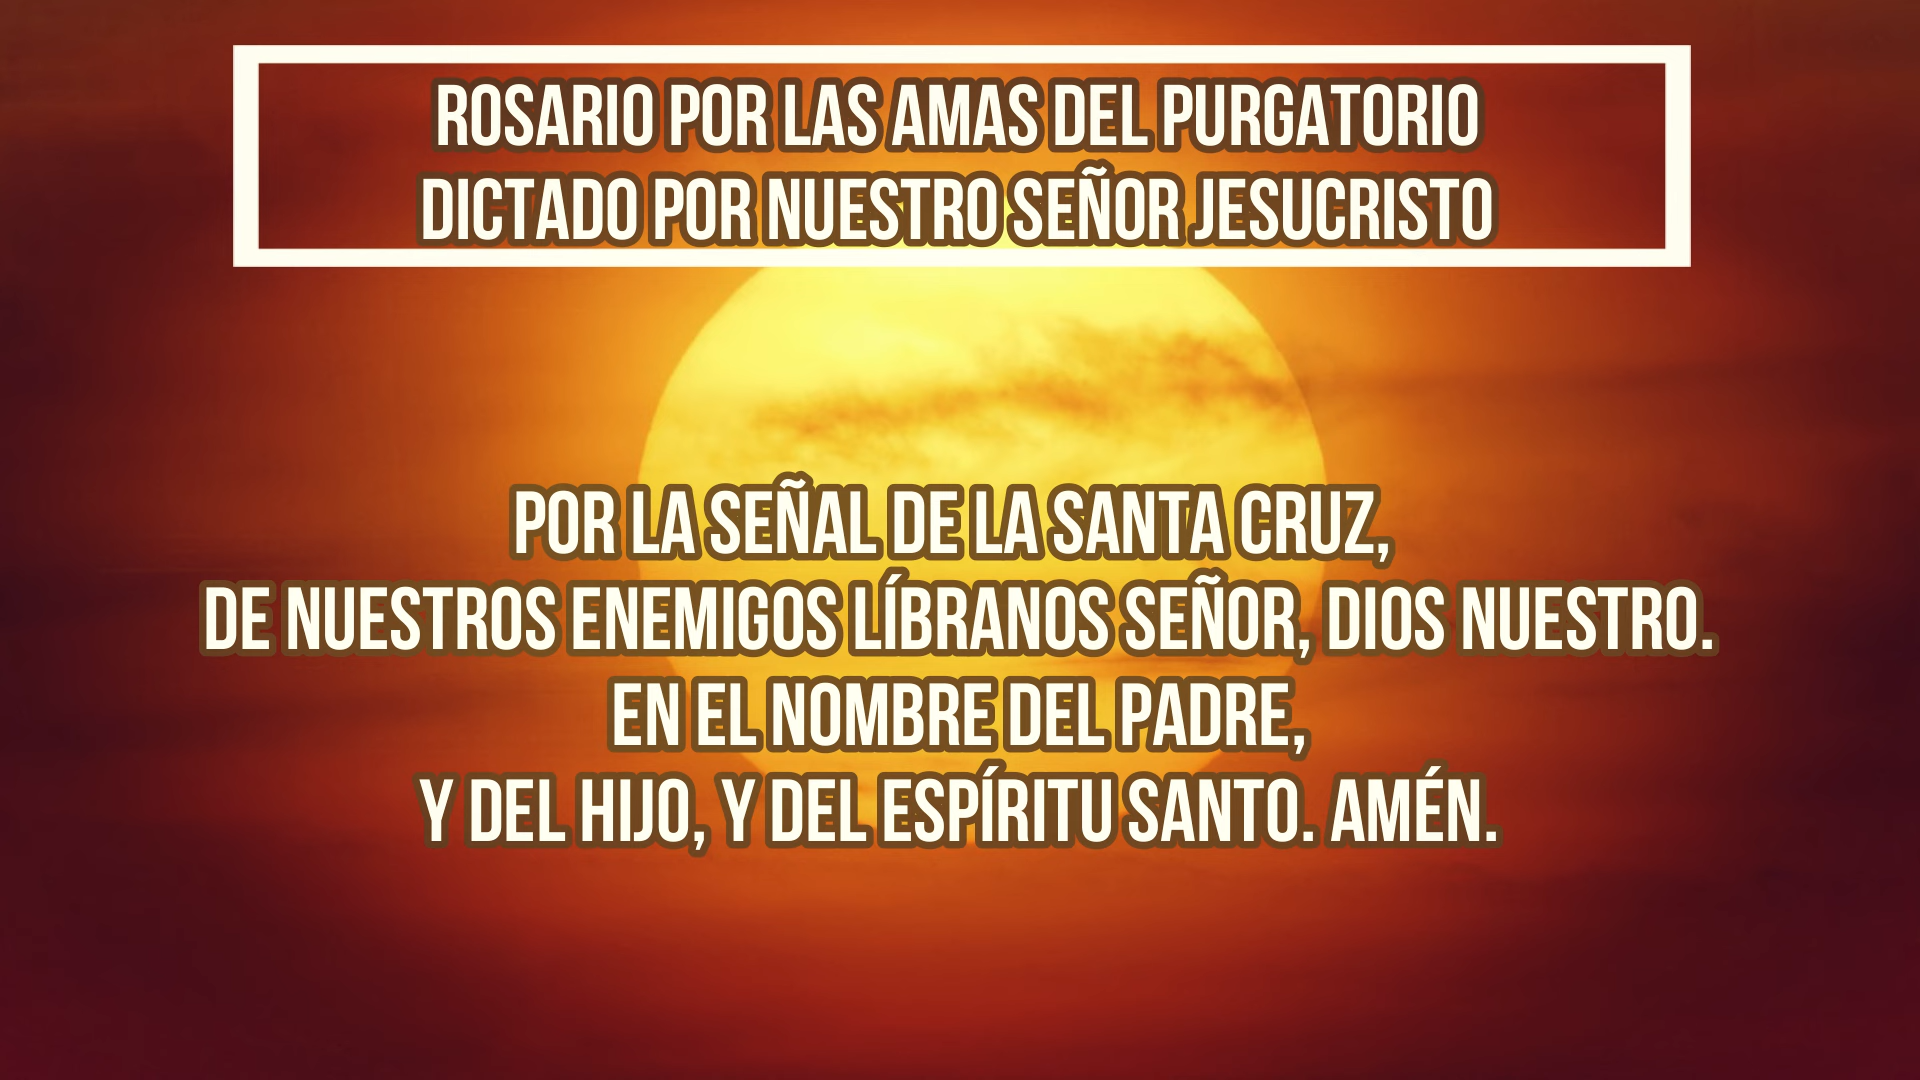 ROSARIO POR LAS AMAS DEL PURGATORIO
DICTADO POR NUESTRO SEÑOR JESUCRISTO
POR LA SEÑAL DE LA SANTA CRUZ,
DE NUESTROS ENEMIGOS LÍBRANOS SEÑOR, DIOS NUESTRO.
EN EL NOMBRE DEL PADRE,
Y DEL HIJO, Y DEL ESPÍRITU SANTO. AMÉN.